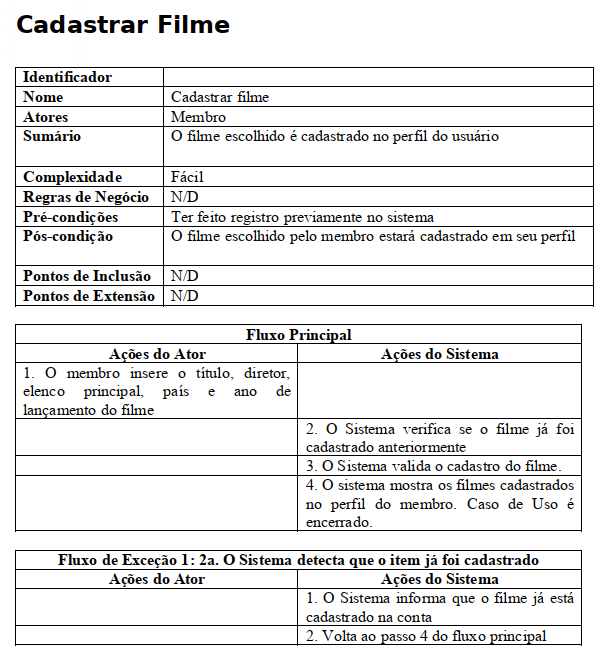 Cadastrar Filme
Identificador
Nome Cadastrar filme
Atores Membro
Sumário O filme escolhido é cadastrado no perfil do usuário
Complexidade Fácil
Regras de Negócio N/D
Pré-condições Ter feito registro previamente no sistema
Pós-condição O filme escolhido pelo membro estará cadastrado em seu perfil
Pontos de Inclusão N/D
Pontos de Extensão N/D
Fluxo Principal
Ações do Ator Ações do Sistema
1. O membro insere o título, diretor,
elenco principal, país e ano de
lançamento do filme
2. O Sistema verifica se o filme já foi
cadastrado anteriormente
3. O Sistema valida o cadastro do filme.
4. O sistema mostra os filmes cadastrados
no perfil do membro. Caso de Uso é
encerrado.
Fluxo de Exceção 1: 2a. O Sistema detecta que o item já foi cadastrado
Ações do Ator Ações do Sistema
1. O Sistema informa que o filme já está
cadastrado na conta
2. Volta ao passo 4 do fluxo principal